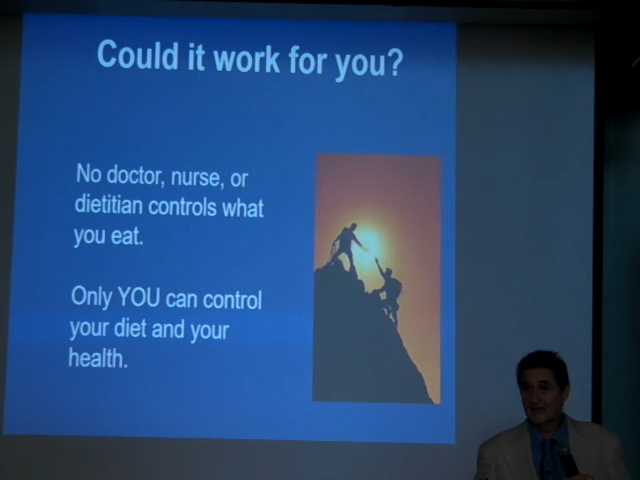 Could it work for you?
No doctor, nurse, or
dietitian controls what
you eat.
Only YOU can control
your diet and your
health.